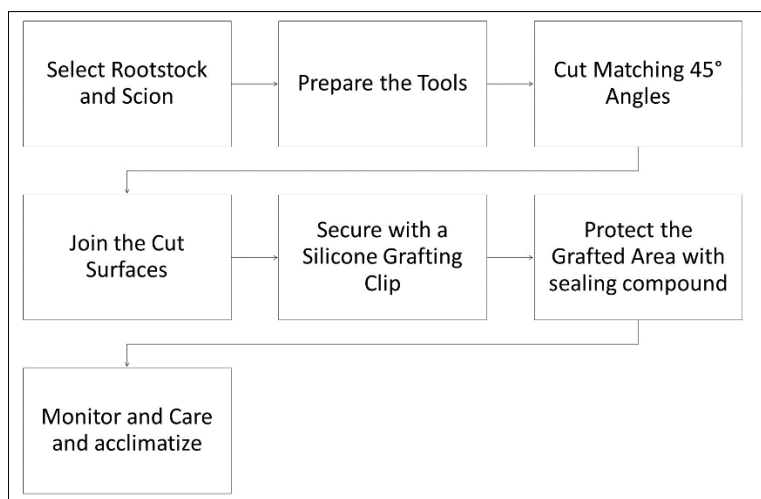 Select Rootstock
and Scion
Prepare the Tools
Cut Matching 45°
Angles
Join the Cut
Surfaces
Secure with a
Silicone Grafting
Clip
Protect the
Grafted Area with
sealing compound
Monitor and Care
and acclimatize